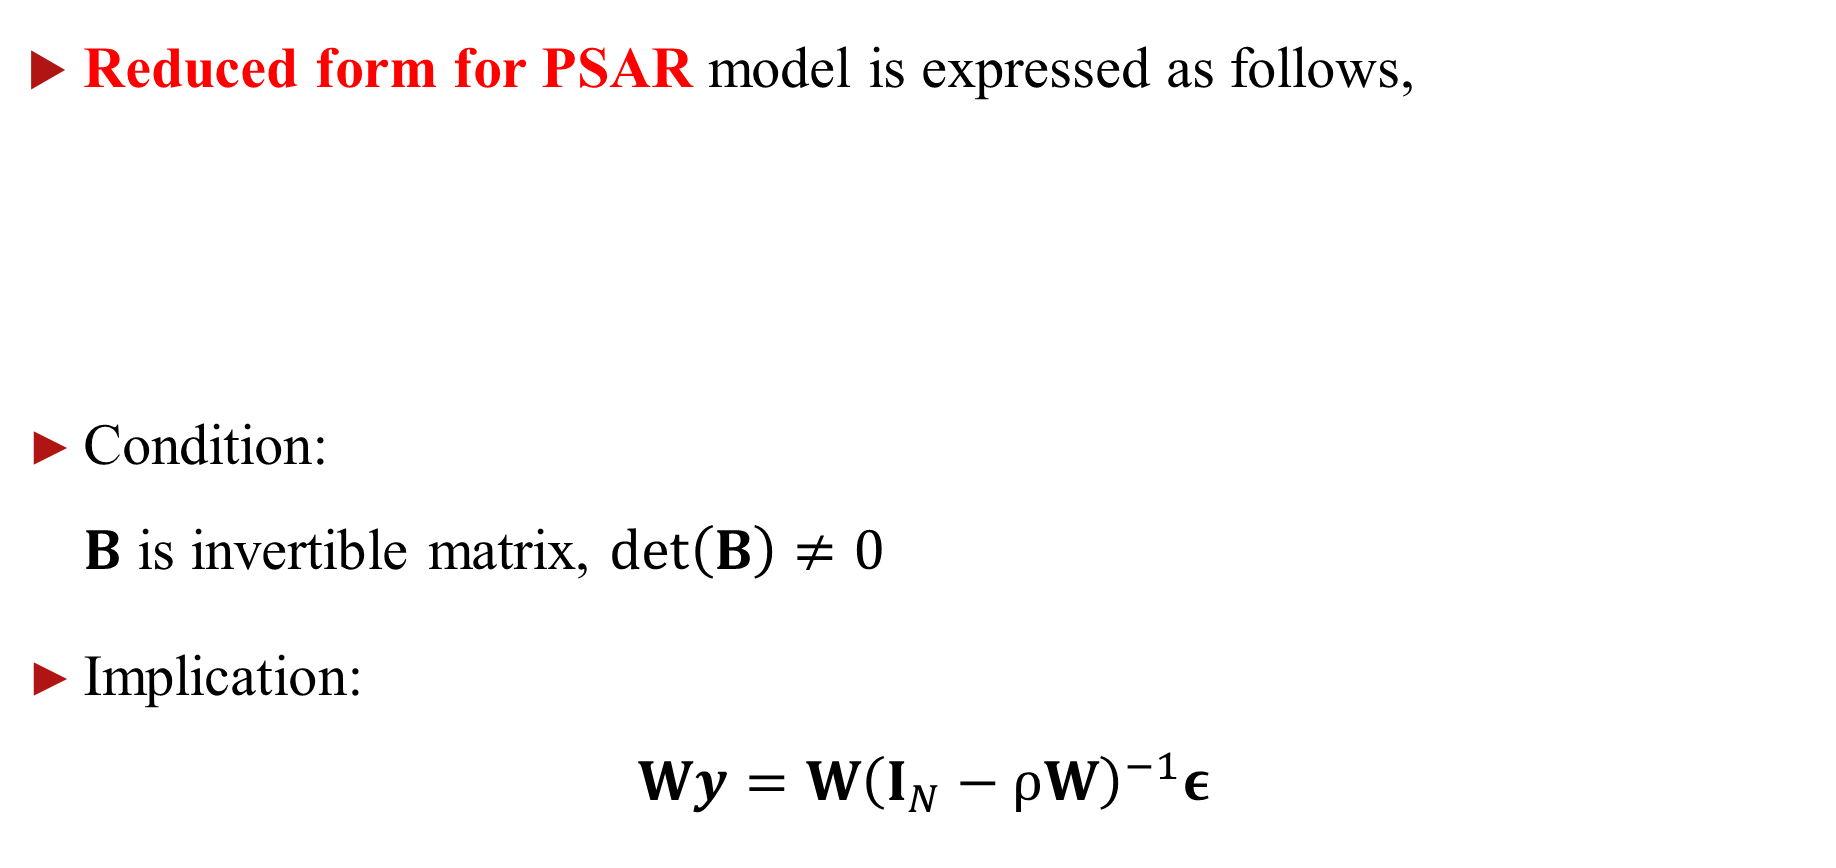 ► Reduced form for PSAR model is expressed as follows,
► Condition:
𝐁 is invertible matrix, det(𝐁) ≠ 0
► Implication:
𝐖𝒚 = 𝐖(𝐈_N − ρ𝐖)⁻¹𝛜